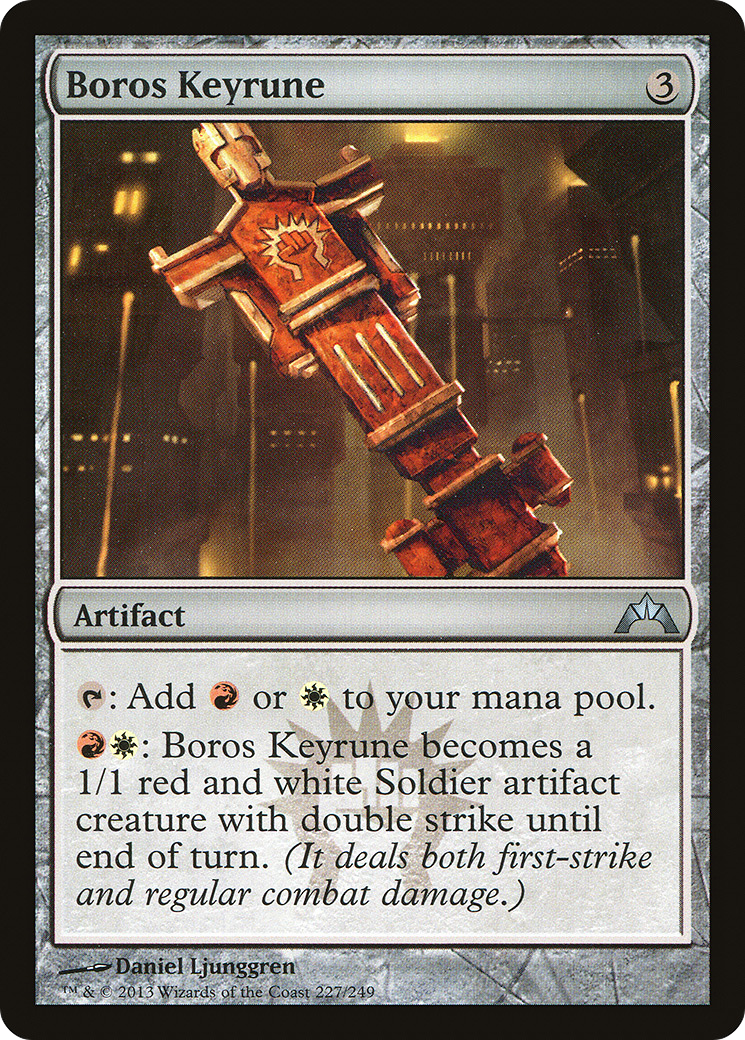 Boros Keyrune 3
Artifact
: Add or to your mana pool.
: Boros Keyrune becomes a
1/1 red and white Soldier artifact
creature with double strike until
end of turn. (It deals both first-strike
and regular combat damage.)
Daniel Ljunggren
™ & © 2013 Wizards of the Coast 227/249